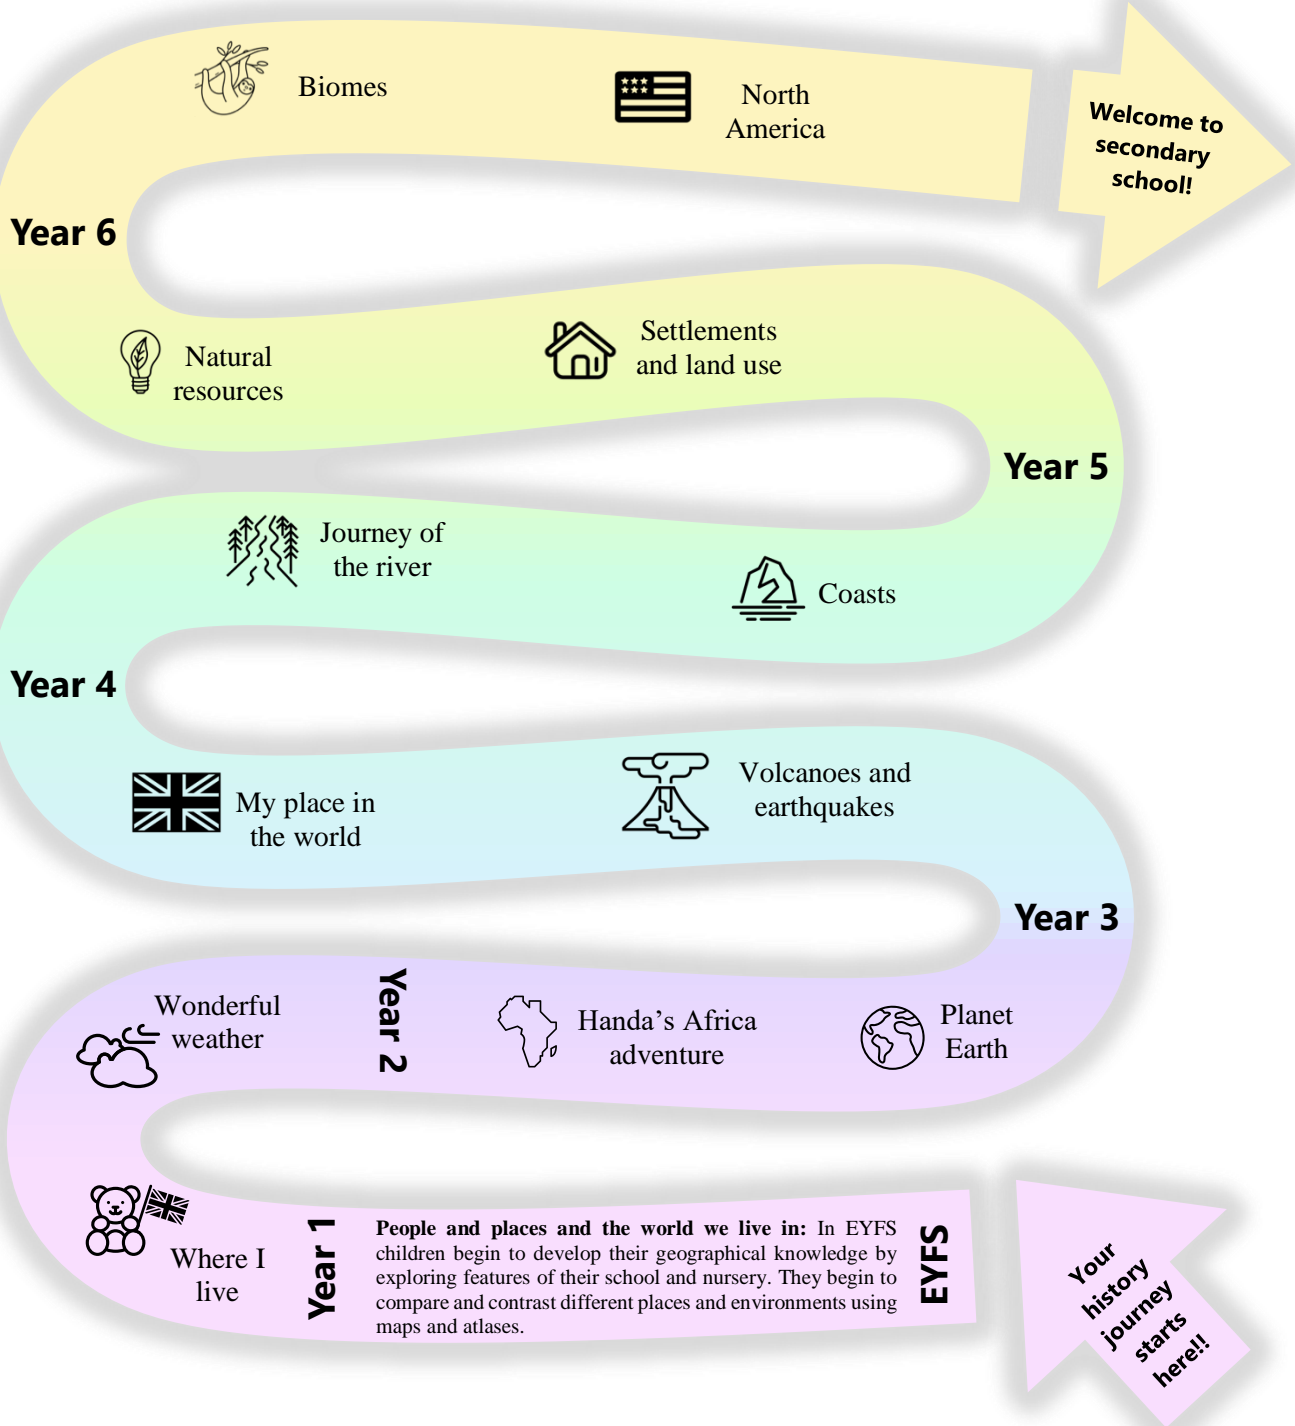 Biomes
North
America
Welcome to
secondary
school!
Year 6
Natural
resources
Settlements
and land use
Year 5
Journey of
the river
Coasts
Year 4
My place in
the world
Volcanoes and
earthquakes
Year 3
Wonderful
weather
Year 2
Handa’s Africa
adventure
Planet
Earth
Where I
live
Year 1
People and places and the world we live in: In EYFS
children begin to develop their geographical knowledge by
exploring features of their school and nursery. They begin to
compare and contrast different places and environments using
maps and atlases.
EYFS
Your
history
journey
starts
here!!